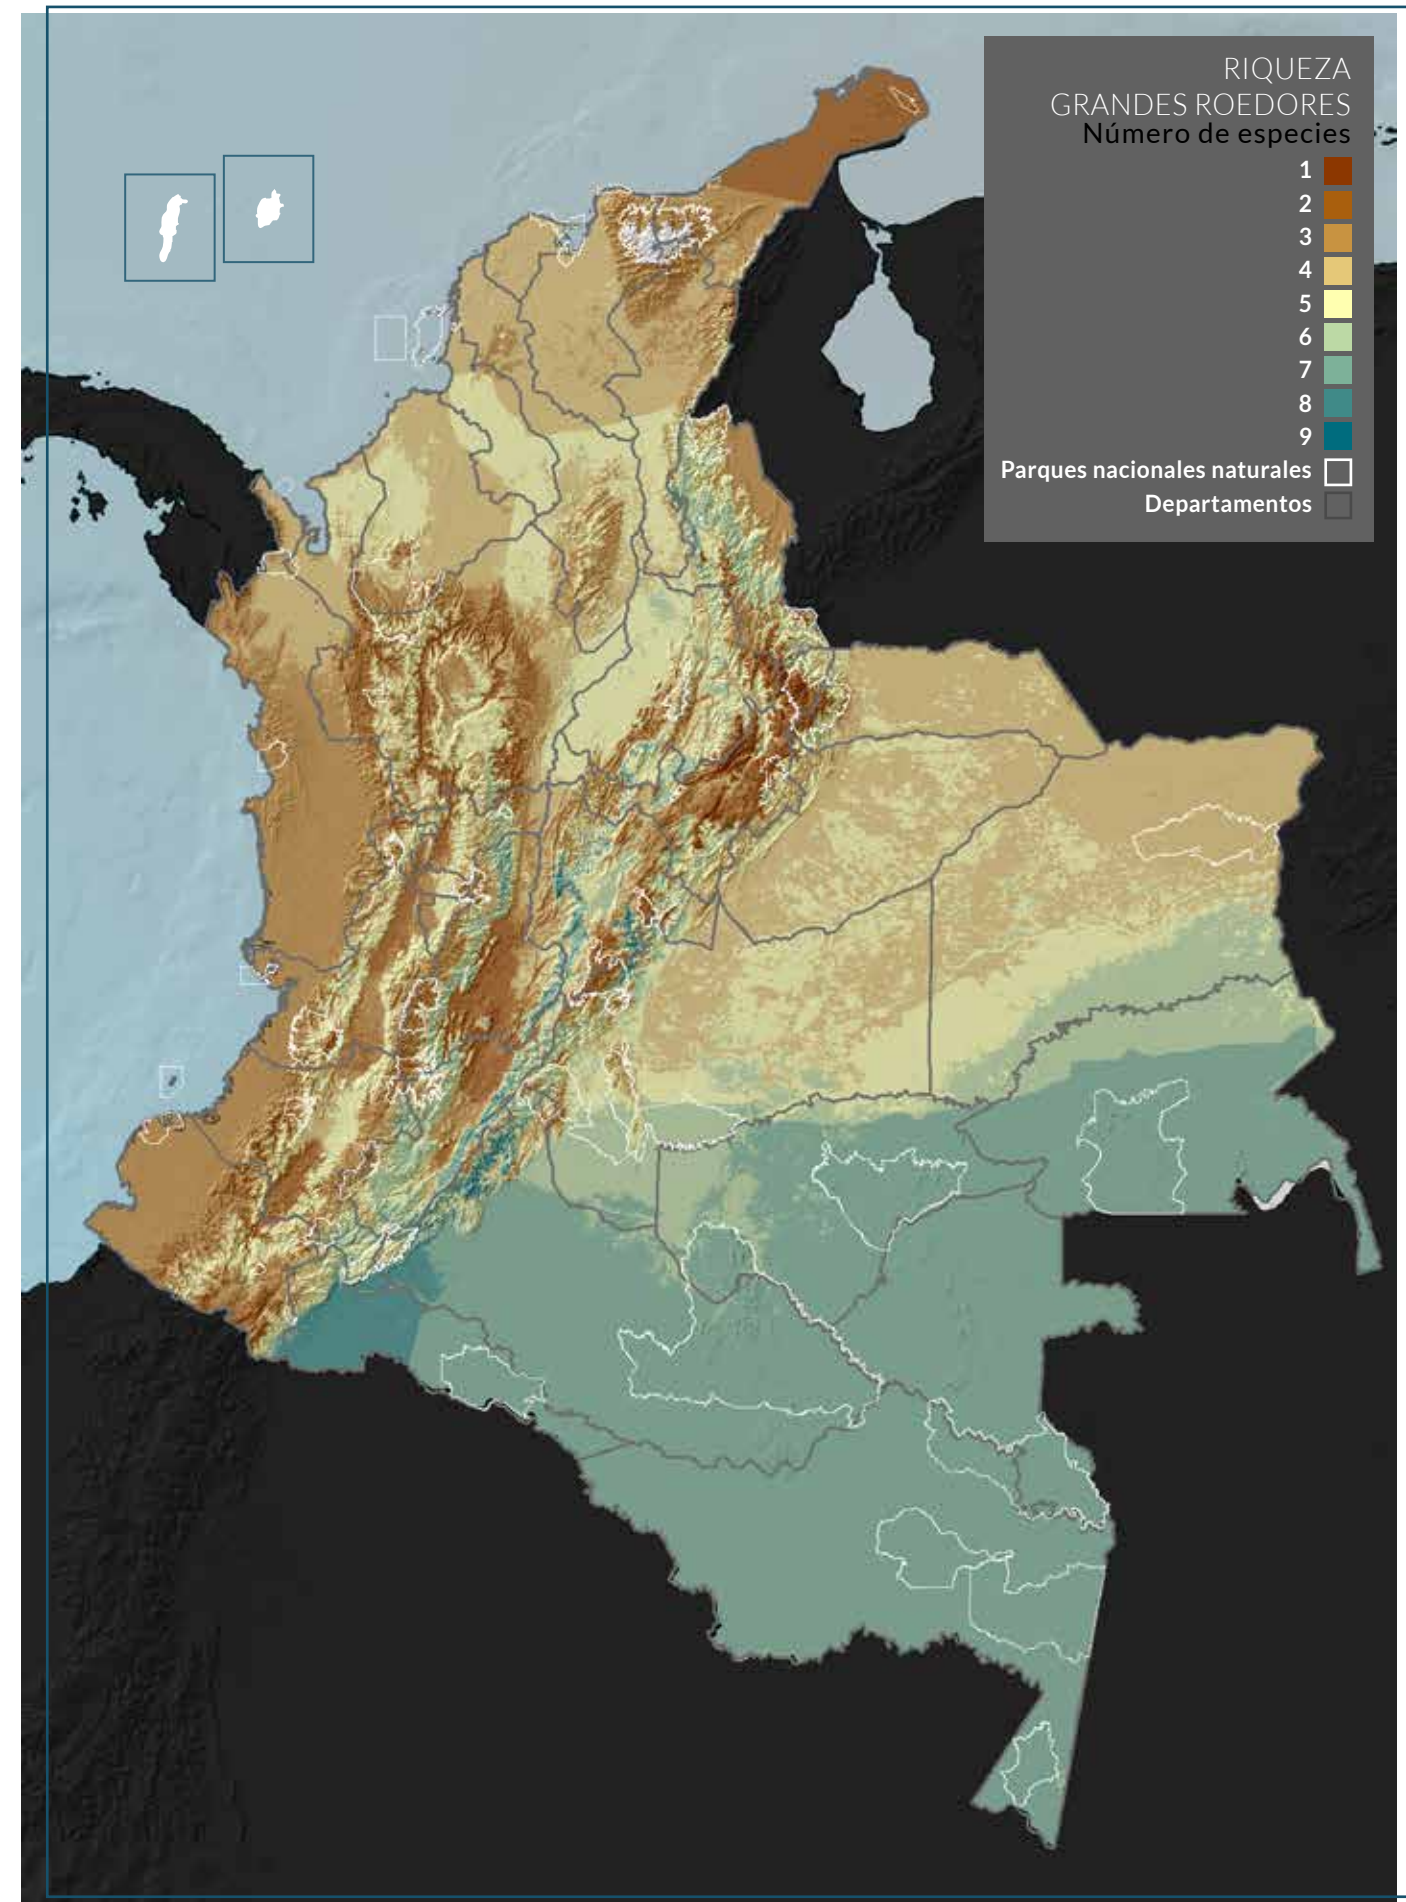 RIQUEZA
GRANDES ROEDORES
Número de especies
1
2
3
4
5
6
7
8
9
Parques nacionales naturales
Departamentos